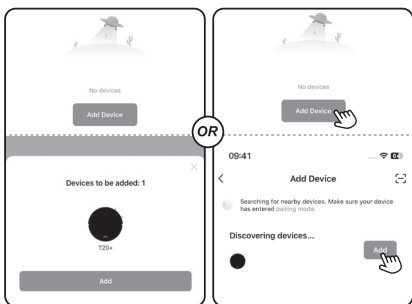 No devices
Add Device
Devices to be added: 1
T20+
Add
OR
No devices
Add Device
09:41
64
Add Device
Searching for nearby devices. Make sure your device
has entered pairing mode.
Discovering devices...
Add